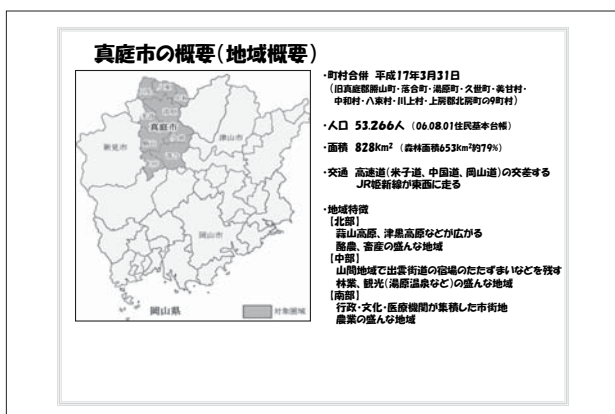 真庭市の概要(地域概要)
・町村合併 平成17年3月31日
(旧真庭郡勝山町・落合町・湯原町・久世町・美甘村・
中和村・八束村・川上村・上房郡北房町の9町村)
・人口 53.266人 (06.08.01住民基本台帳)
・面積 828km² (森林面積653km²約79%)
・交通 高速道(米子道、中国道、岡山道)の交差する
JR姫新線が東西に走る
・地域特徴
【北部】
蒜山高原、津黒高原などが広がる
酪農、畜産の盛んな地域
【中部】
山間地域で出雲街道の宿場のたたずまいなどを残す
林業、観光(湯原温泉など)の盛んな地域
【南部】
行政・文化・医療機関が集積した市街地
農業の盛んな地域
真庭市
新見市
津山市
岡山市
岡山県
対象圏域